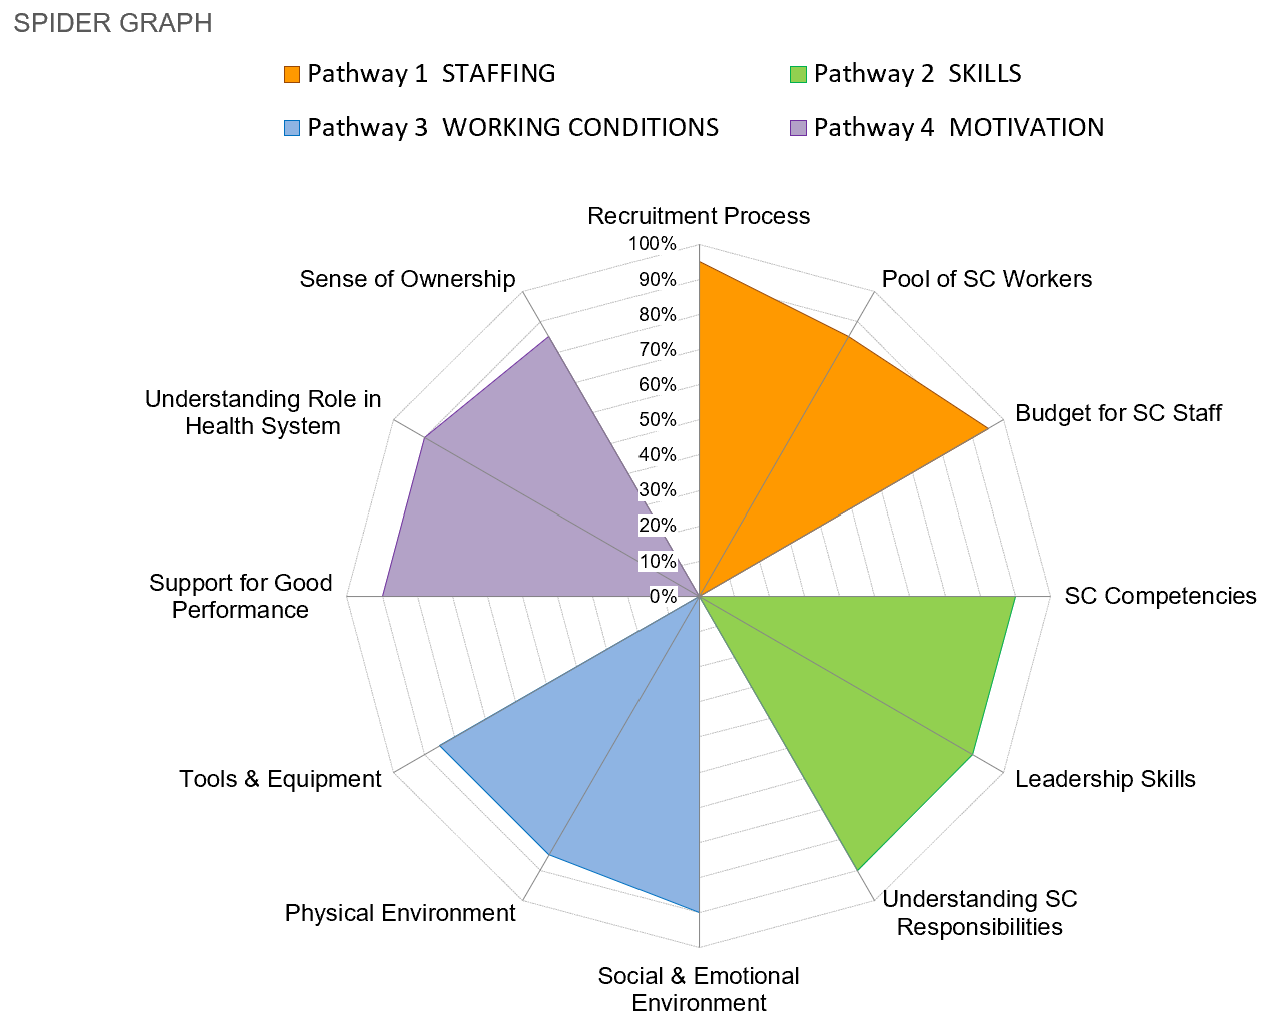 SPIDER GRAPH
Pathway 1  STAFFING
Pathway 2  SKILLS
Pathway 3  WORKING CONDITIONS
Pathway 4  MOTIVATION
Recruitment Process
100%
Sense of Ownership
Pool of SC Workers
90%
80%
70%
60%
Understanding Role in
Health System
Budget for SC Staff
50%
40%
30%
20%
10%
0%
Support for Good
Performance
SC Competencies
Tools & Equipment
Leadership Skills
Physical Environment
Understanding SC
Responsibilities
Social & Emotional
Environment